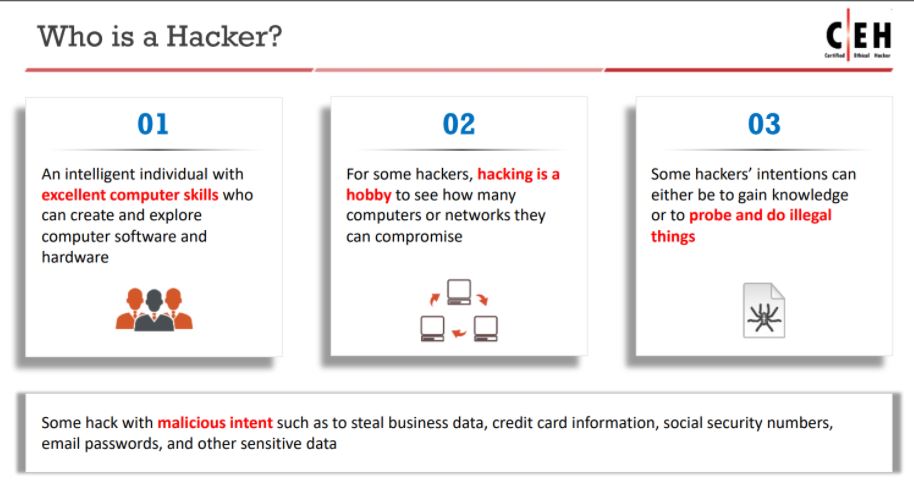 Who is a Hacker?
C EH
Certified Ethical Hacker
01
An intelligent individual with
excellent computer skills who
can create and explore
computer software and
hardware
02
For some hackers, hacking is a
hobby to see how many
computers or networks they
can compromise
03
Some hackers’ intentions can
either be to gain knowledge
or to probe and do illegal
things
Some hack with malicious intent such as to steal business data, credit card information, social security numbers,
email passwords, and other sensitive data